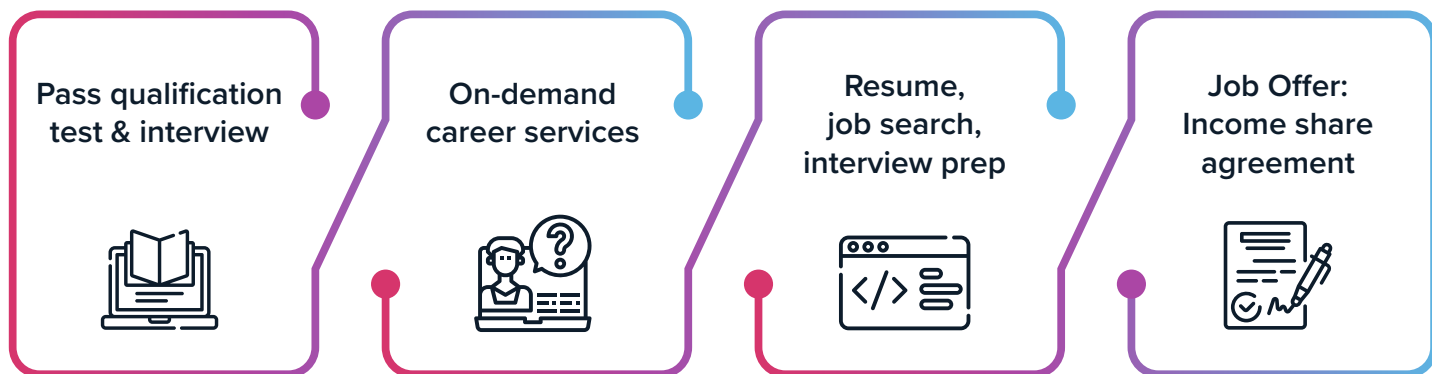 Pass qualification
test & interview
On-demand
career services
Resume,
job search,
interview prep
Job Offer:
Income share
agreement